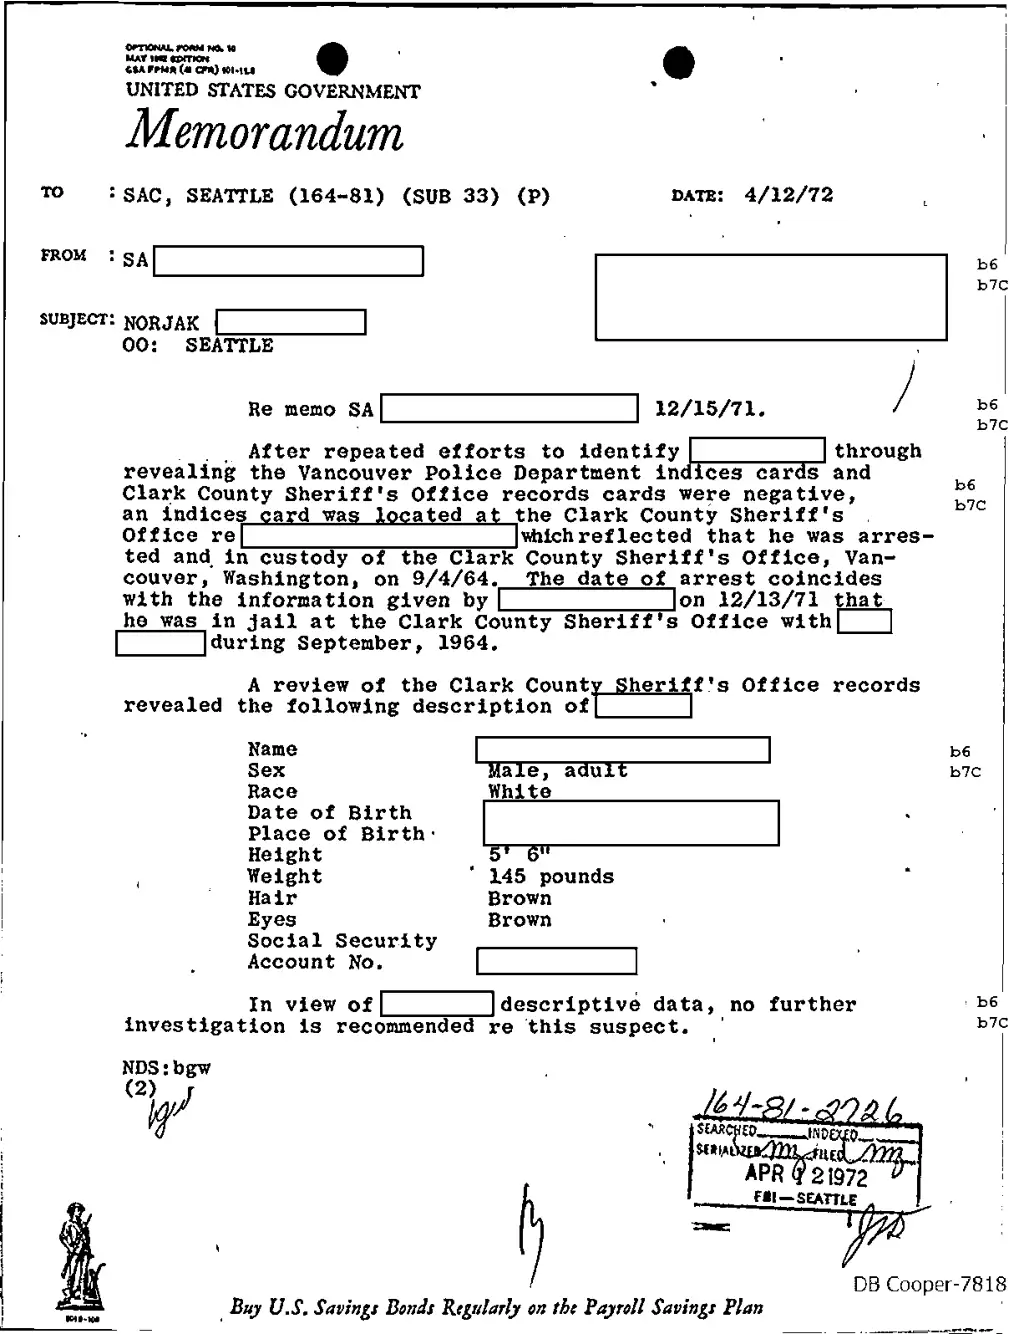 OPTIONAL FORM NO. 10
MAY 1962 EDITION
GSA FPMR (41 CFR) 101-11.6
UNITED STATES GOVERNMENT
Memorandum
TO : SAC, SEATTLE (164-81) (SUB 33) (P) DATE: 4/12/72
FROM : SA
b6
b7C
SUBJECT: NORJAK
OO: SEATTLE
Re memo SA 12/15/71.
b6
b7C
After repeated efforts to identify through
revealing the Vancouver Police Department indices cards and
Clark County Sheriff's Office records cards were negative,
b6
b7C
an indices card was located at the Clark County Sheriff's
Office re which reflected that he was arres-
ted and in custody of the Clark County Sheriff's Office, Van-
couver, Washington, on 9/4/64. The date of arrest coincides
with the information given by on 12/13/71 that
he was in jail at the Clark County Sheriff's Office with
during September, 1964.
A review of the Clark County Sheriff's Office records
revealed the following description of
b6
b7C
Name
Sex Male, adult
Race White
Date of Birth
Place of Birth
Height 5' 6"
Weight 145 pounds
Hair Brown
Eyes Brown
Social Security
Account No.
In view of descriptive data, no further
investigation is recommended re this suspect.
b6
b7C
NDS:bgw
(2)
bgw
164-81-2726
SEARCHED INDEXED
SERIALIZED FILED
APR 12 1972
FBI—SEATTLE
5010-108
DB Cooper-7818
Buy U.S. Savings Bonds Regularly on the Payroll Savings Plan